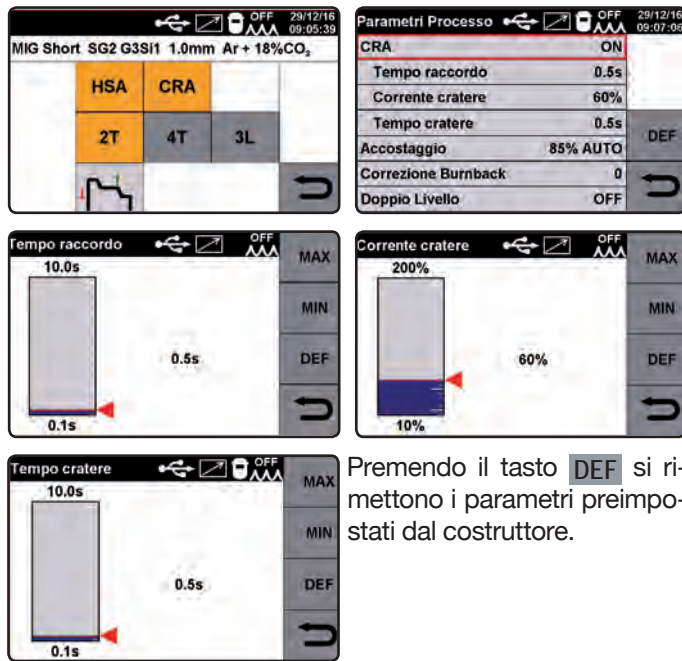 OFF 29/12/16
09:05:39
MIG Short SG2 G3Si1 1.0mm Ar + 18%CO₂
HSA CRA
2T 4T 3L
Parametri Processo OFF 29/12/16
09:07:06
CRA ON
Tempo raccordo 0.5s
Corrente cratere 60%
Tempo cratere 0.5s
DEF
Accostaggio 85% AUTO
Correzione Burnback 0
Doppio Livello OFF
Tempo raccordo OFF
MAX
10.0s
MIN
0.5s
DEF
0.1s
Corrente cratere OFF
MAX
200%
MIN
60%
DEF
10%
Tempo cratere OFF
MAX
10.0s
MIN
0.5s
DEF
0.1s
Premendo il tasto DEF si ri-
mettono i parametri preimpo-
stati dal costruttore.